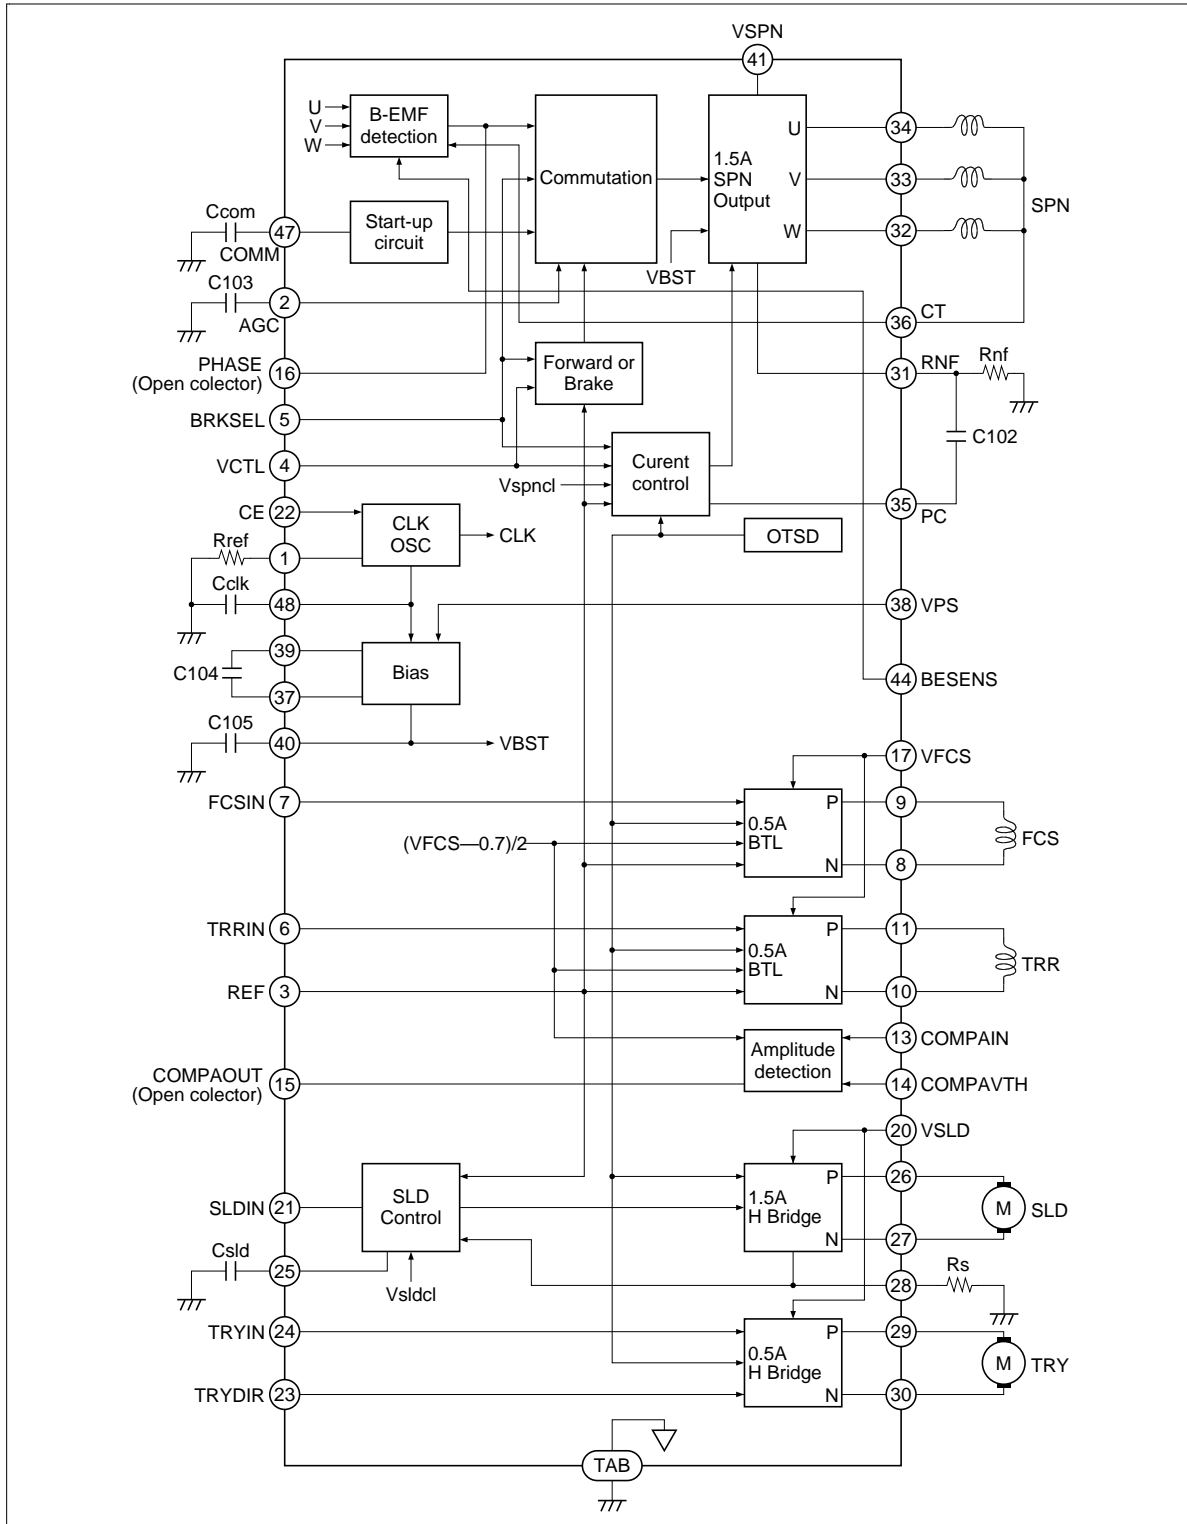 VSPN
41
U
V
W
B-EMF
detection
Commutation
1.5A
SPN
Output
U
V
W
34
33
32
SPN
Ccom
47
COMM
Start-up
circuit
VBST
C103
2
AGC
36
CT
PHASE
(Open colector)
16
Forward or
Brake
31
RNF
Rnf
BRKSEL
5
C102
VCTL
4
Vspncl
Curent
control
35
PC
CE
22
CLK
OSC
CLK
OTSD
Rref
1
Cclk
48
38
VPS
39
C104
37
Bias
44
BESENS
C105
40
VBST
17
VFCS
FCSIN
7
0.5A
BTL
P
N
9
8
FCS
(VFCS—0.7)/2
TRRIN
6
0.5A
BTL
P
N
11
10
TRR
REF
3
13
COMPAIN
Amplitude
detection
COMPAOUT
(Open colector)
15
14
COMPAVTH
20
VSLD
SLDIN
21
SLD
Control
1.5A
H Bridge
P
N
26
27
M
SLD
Csld
25
Vsldcl
28
Rs
TRYIN
24
0.5A
H Bridge
P
N
29
30
M
TRY
TRYDIR
23
TAB